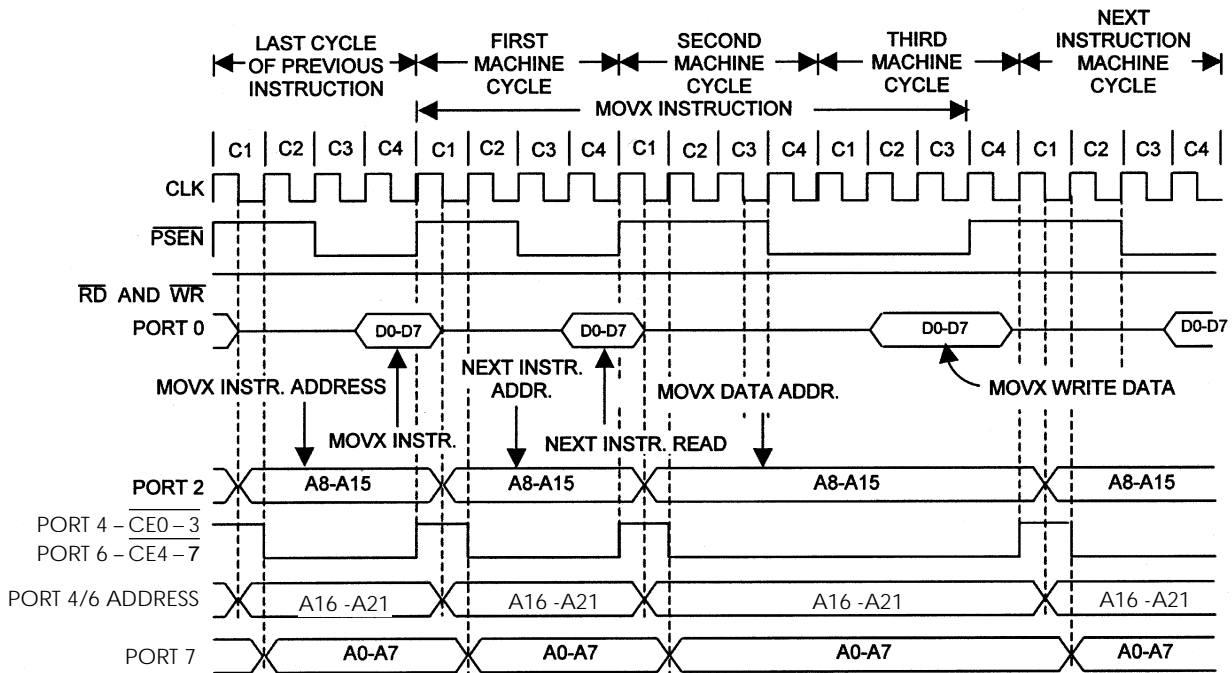 LAST CYCLE
OF PREVIOUS
INSTRUCTION
FIRST
MACHINE
CYCLE
SECOND
MACHINE
CYCLE
THIRD
MACHINE
CYCLE
NEXT
INSTRUCTION
MACHINE
CYCLE
MOVX INSTRUCTION
C1 C2 C3 C4 C1 C2 C3 C4 C1 C2 C3 C4 C1 C2 C3 C4 C1 C2 C3 C4
CLK
PSEN
RD AND WR
PORT 0 D0-D7 D0-D7 D0-D7 D0-D7
MOVX INSTR. ADDRESS
MOVX INSTR.
NEXT INSTR.
ADDR.
NEXT INSTR. READ
MOVX DATA ADDR.
MOVX WRITE DATA
PORT 2 A8-A15 A8-A15 A8-A15 A8-A15
PORT 4 – CE0 – 3
PORT 6 – CE4 – 7
PORT 4/6 ADDRESS A16 -A21 A16 -A21 A16 -A21 A16 -A21
PORT 7 A0-A7 A0-A7 A0-A7 A0-A7